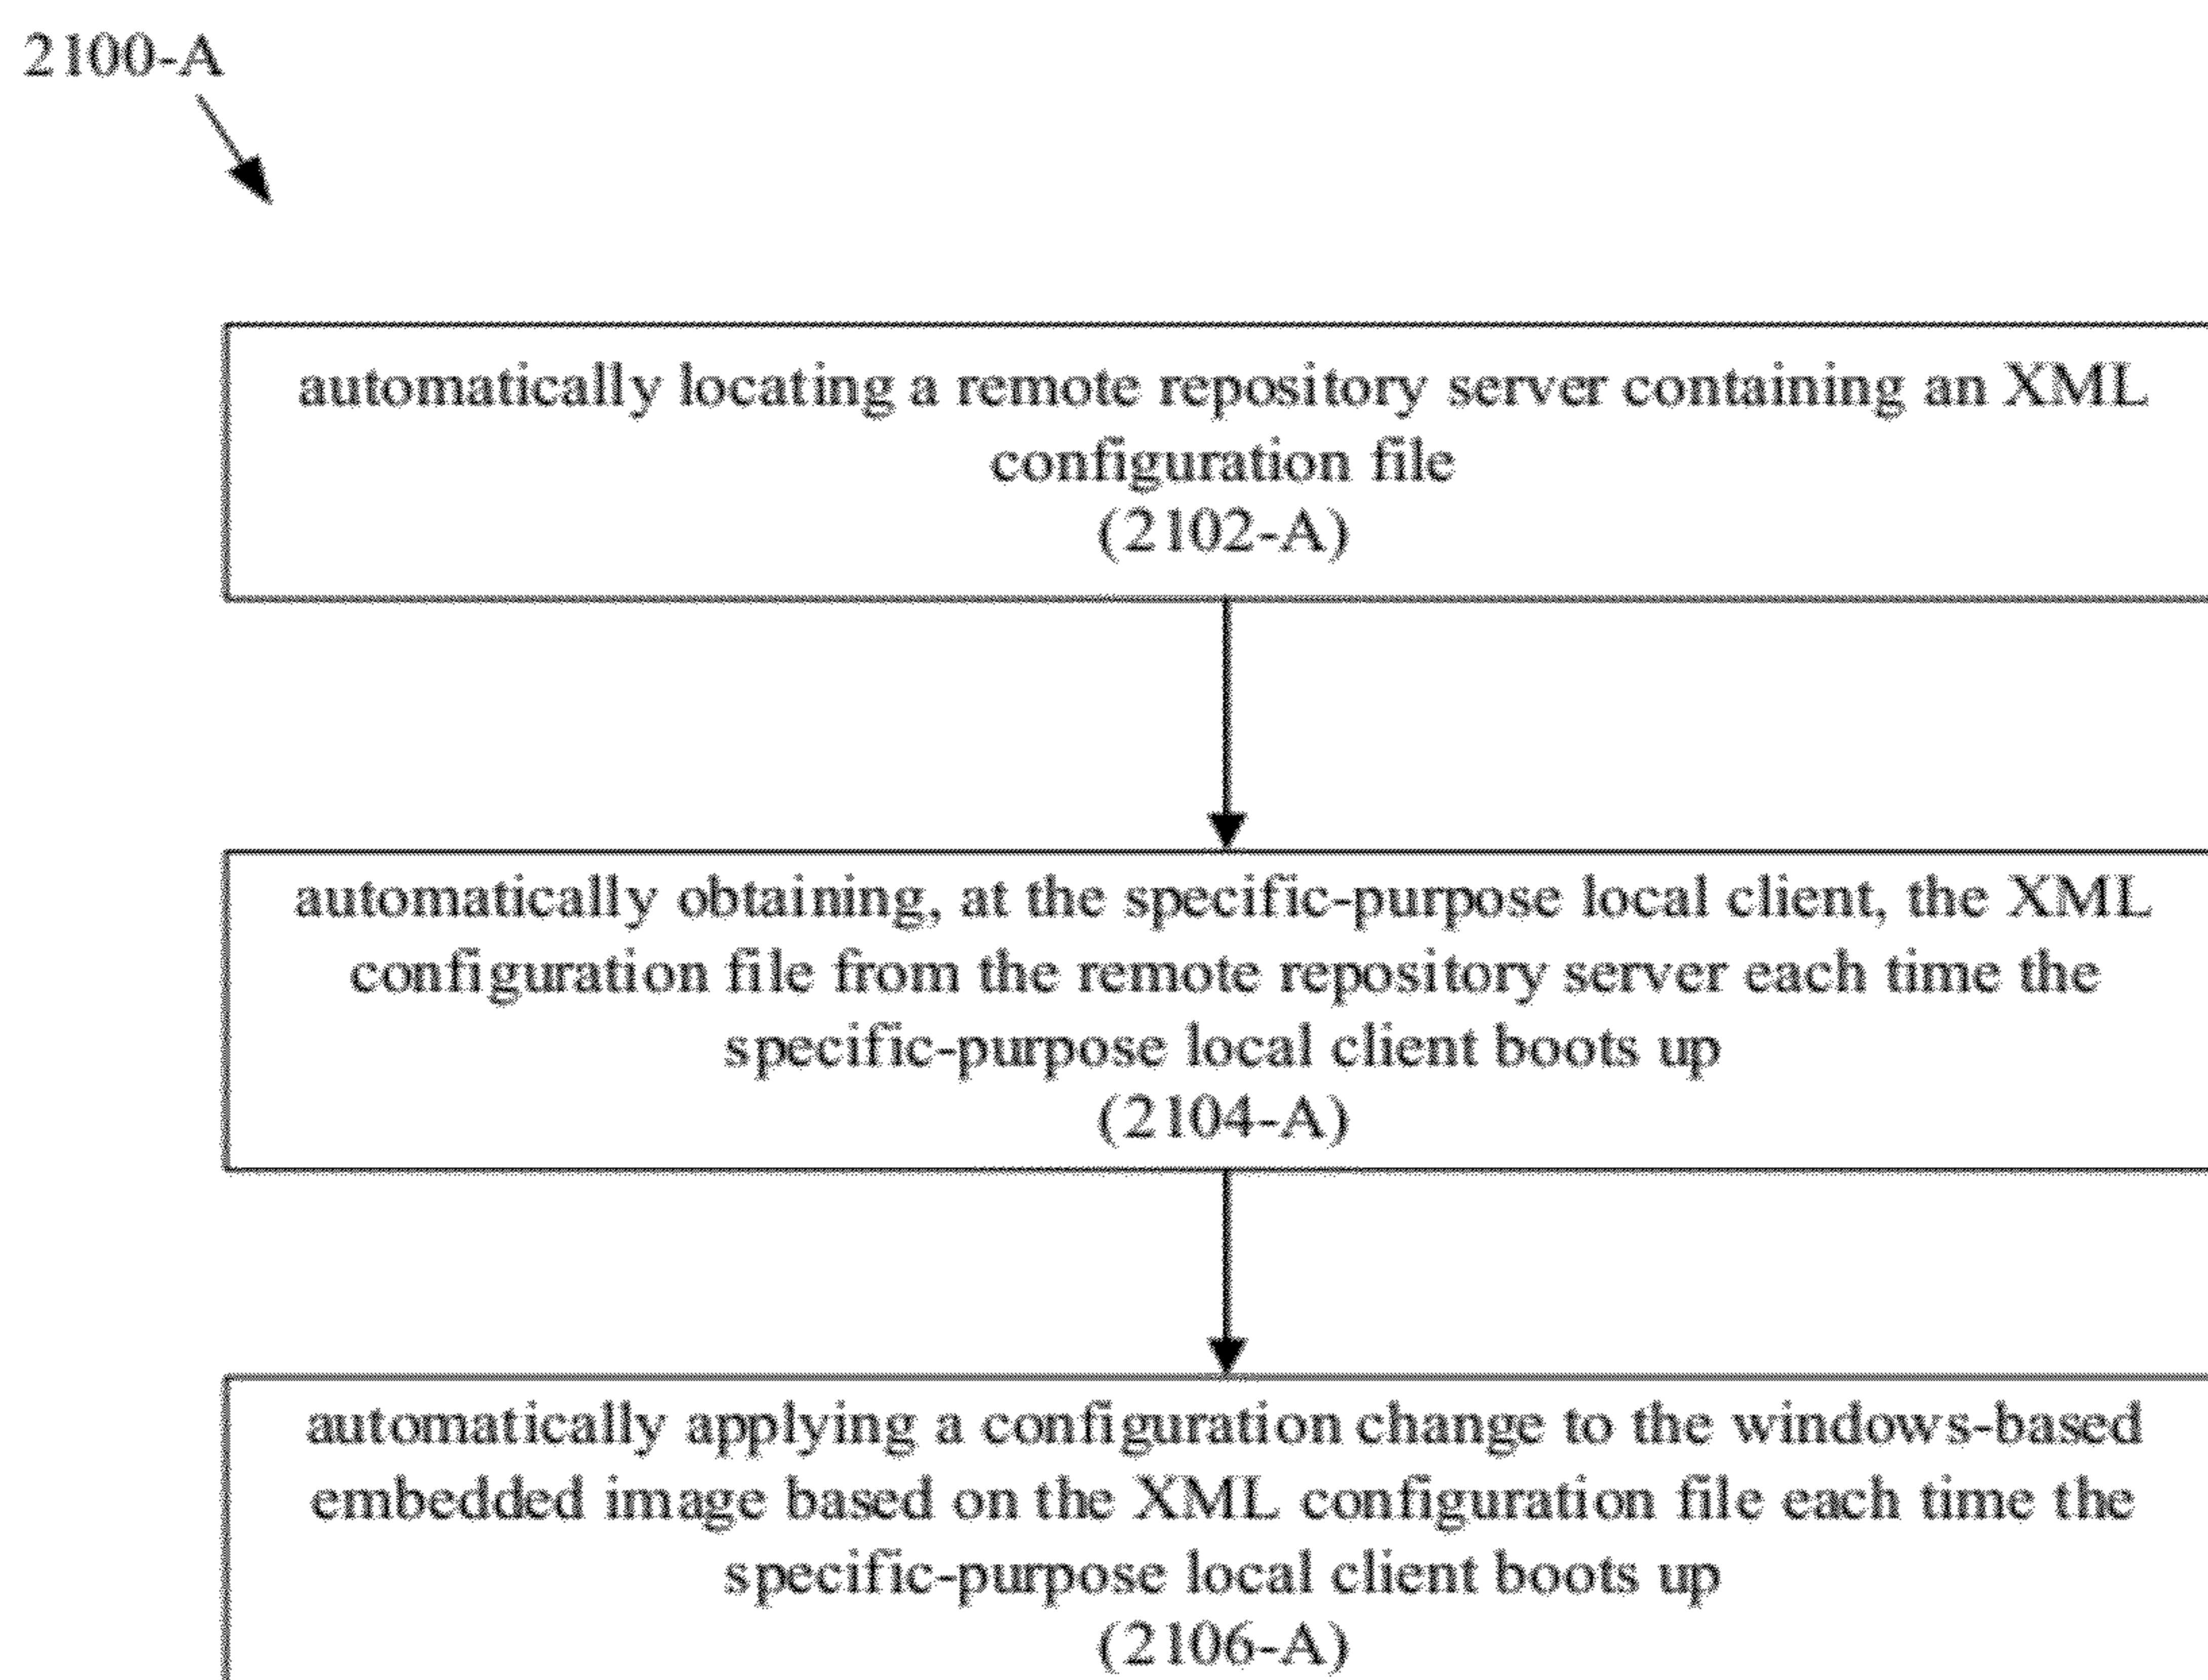 2100-A
automatically locating a remote repository server containing an XML
configuration file
(2102-A)
automatically obtaining, at the specific-purpose local client, the XML
configuration file from the remote repository server each time the
specific-purpose local client boots up
(2104-A)
automatically applying a configuration change to the windows-based
embedded image based on the XML configuration file each time the
specific-purpose local client boots up
(2106-A)